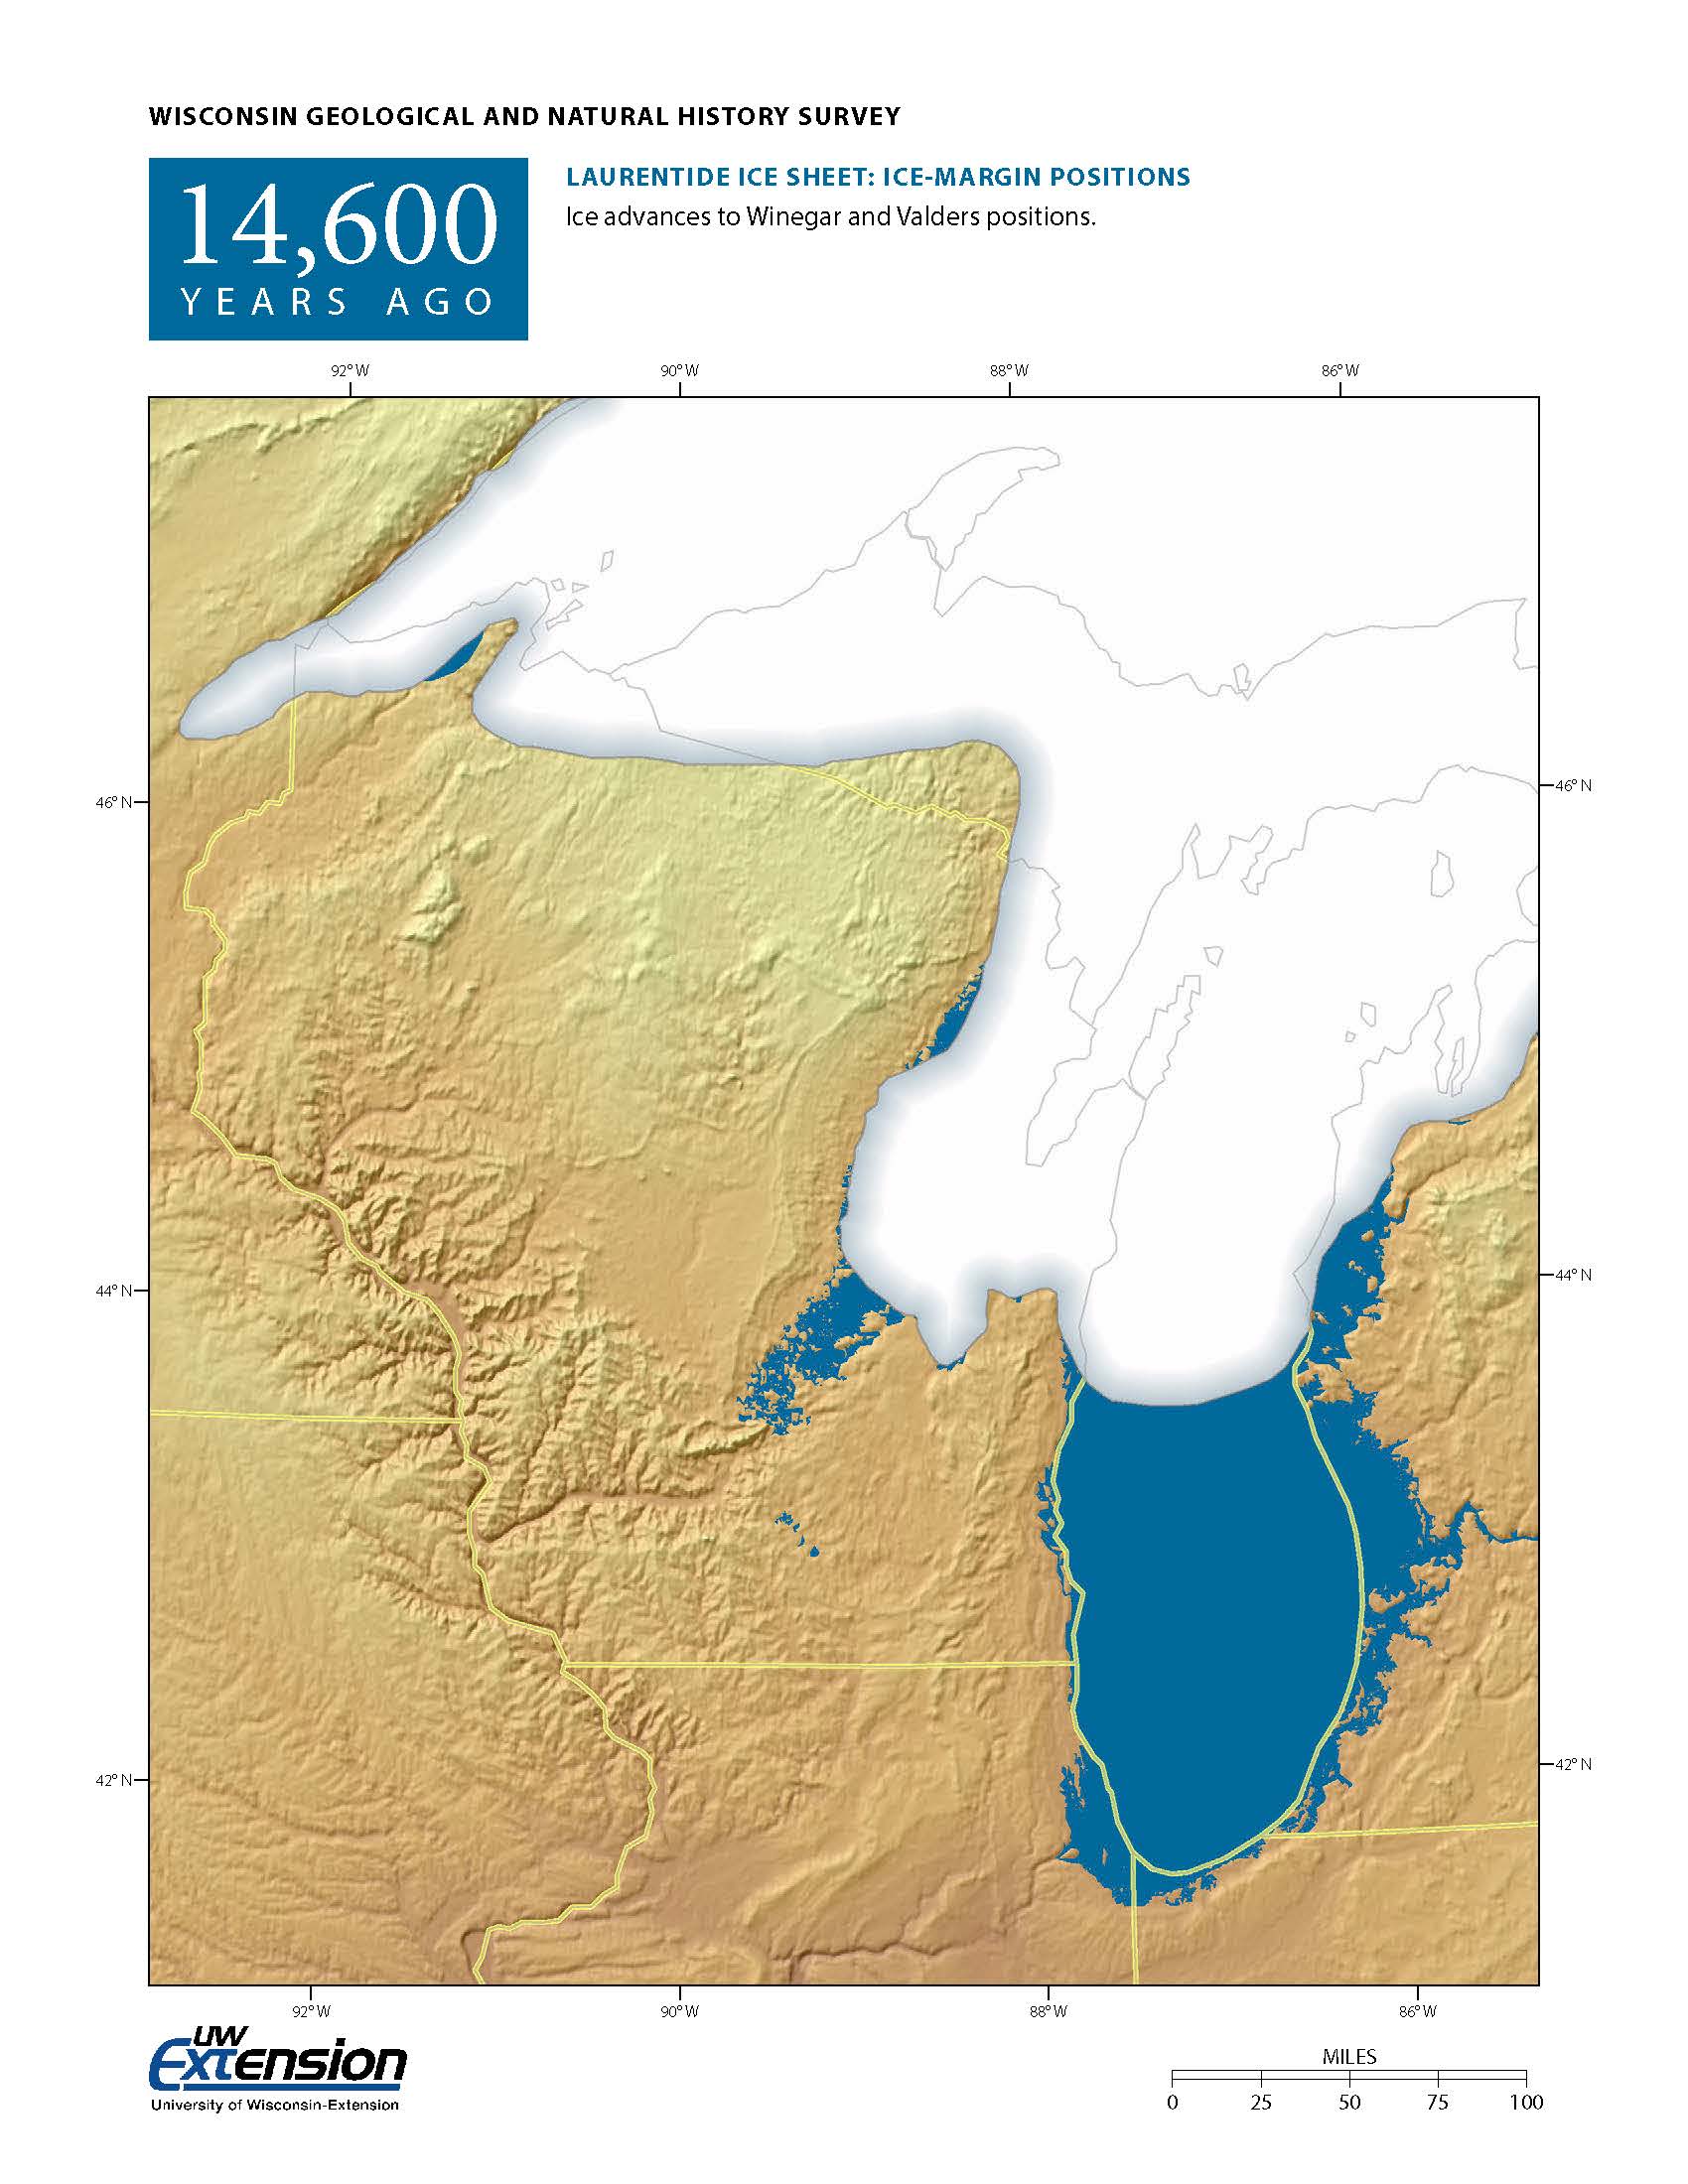 WISCONSIN GEOLOGICAL AND NATURAL HISTORY SURVEY
14,600
YEARS AGO
LAURENTIDE ICE SHEET: ICE-MARGIN POSITIONS
Ice advances to Winegar and Valders positions.
92°W 90°W 88°W 86°W
46°N 46°N
44°N 44°N
42°N 42°N
92°W 90°W 88°W 86°W
UW
Extension
University of Wisconsin-Extension
MILES
0 25 50 75 100